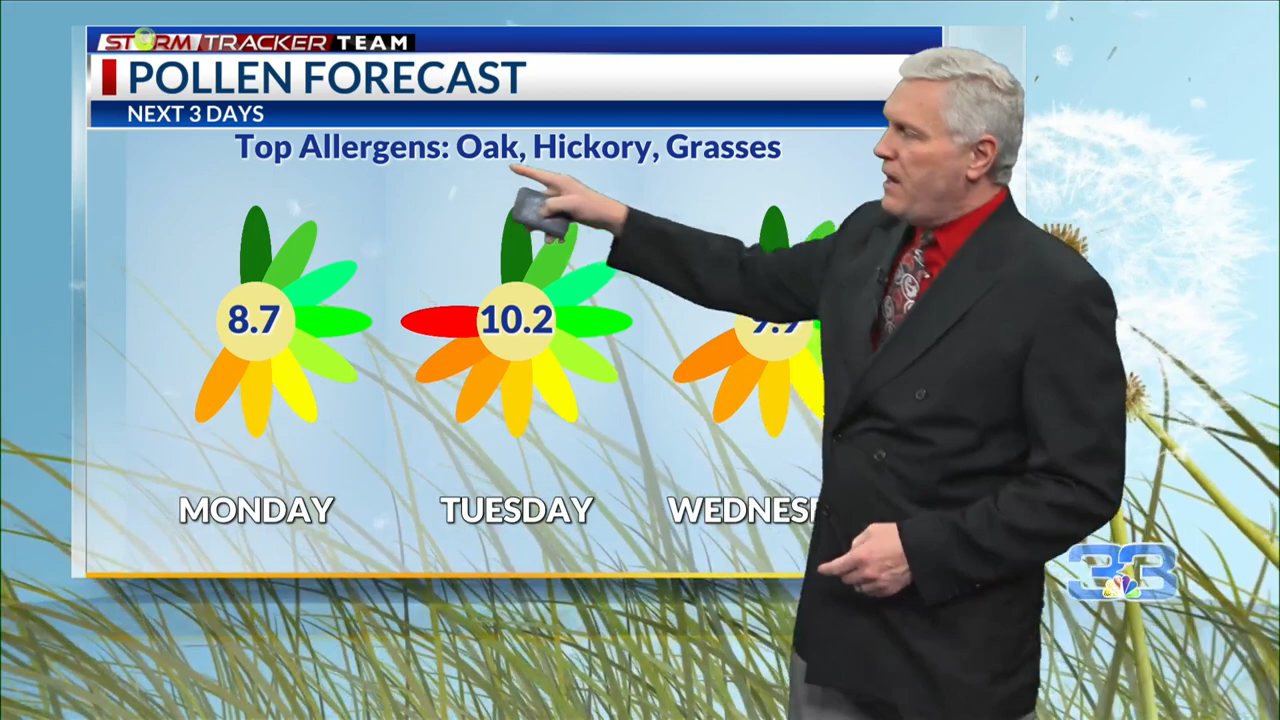 STORM TRACKER TEAM
POLLEN FORECAST
NEXT 3 DAYS
Top Allergens: Oak, Hickory, Grasses
8.7
10.2
MONDAY
TUESDAY
33